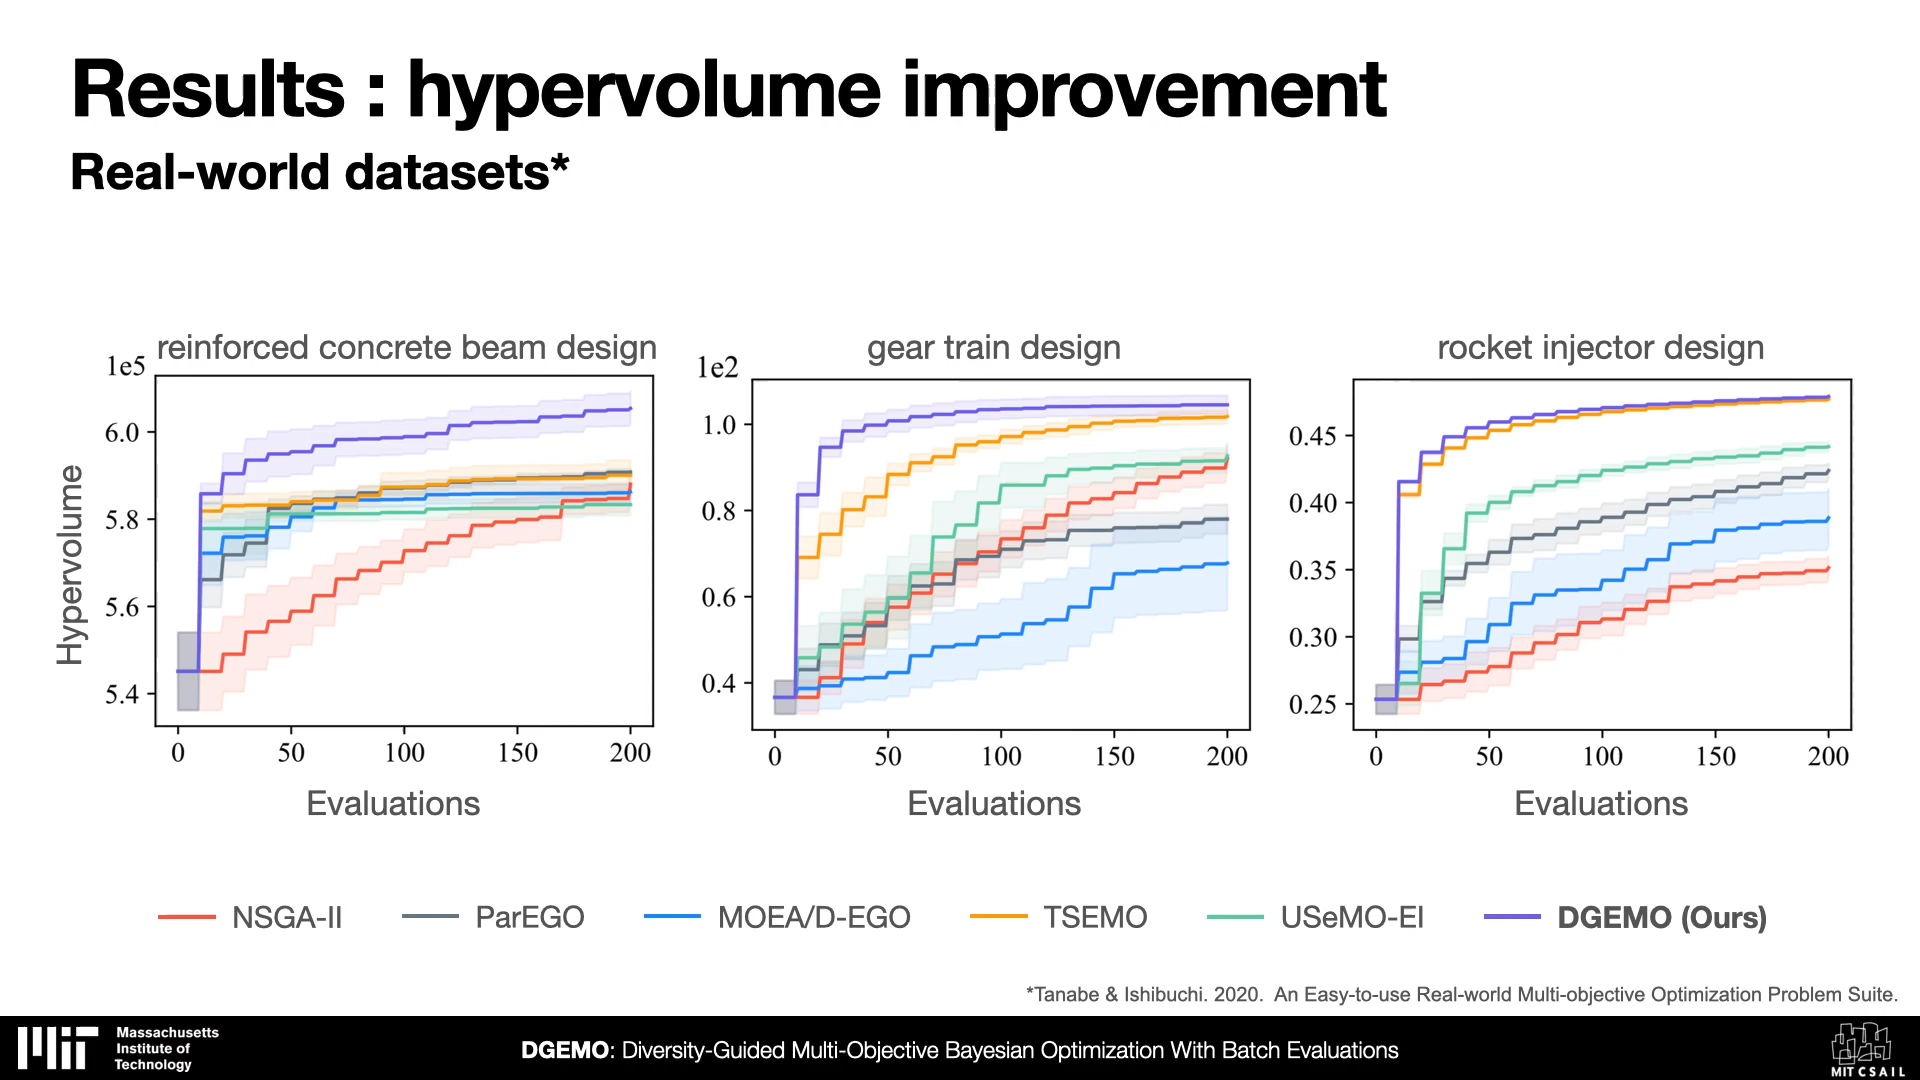 Results : hypervolume improvement
Real-world datasets*
reinforced concrete beam design
1e5
6.0
5.8
5.6
5.4
Hypervolume
0 50 100 150 200
Evaluations
gear train design
1e2
1.0
0.8
0.6
0.4
0 50 100 150 200
Evaluations
rocket injector design
0.45
0.40
0.35
0.30
0.25
0 50 100 150 200
Evaluations
NSGA-II ParEGO MOEA/D-EGO TSEMO USeMO-EI DGEMO (Ours)
*Tanabe & Ishibuchi. 2020. An Easy-to-use Real-world Multi-objective Optimization Problem Suite.
MIT
Massachusetts
Institute of
Technology
DGEMO: Diversity-Guided Multi-Objective Bayesian Optimization With Batch Evaluations
MIT CSAIL